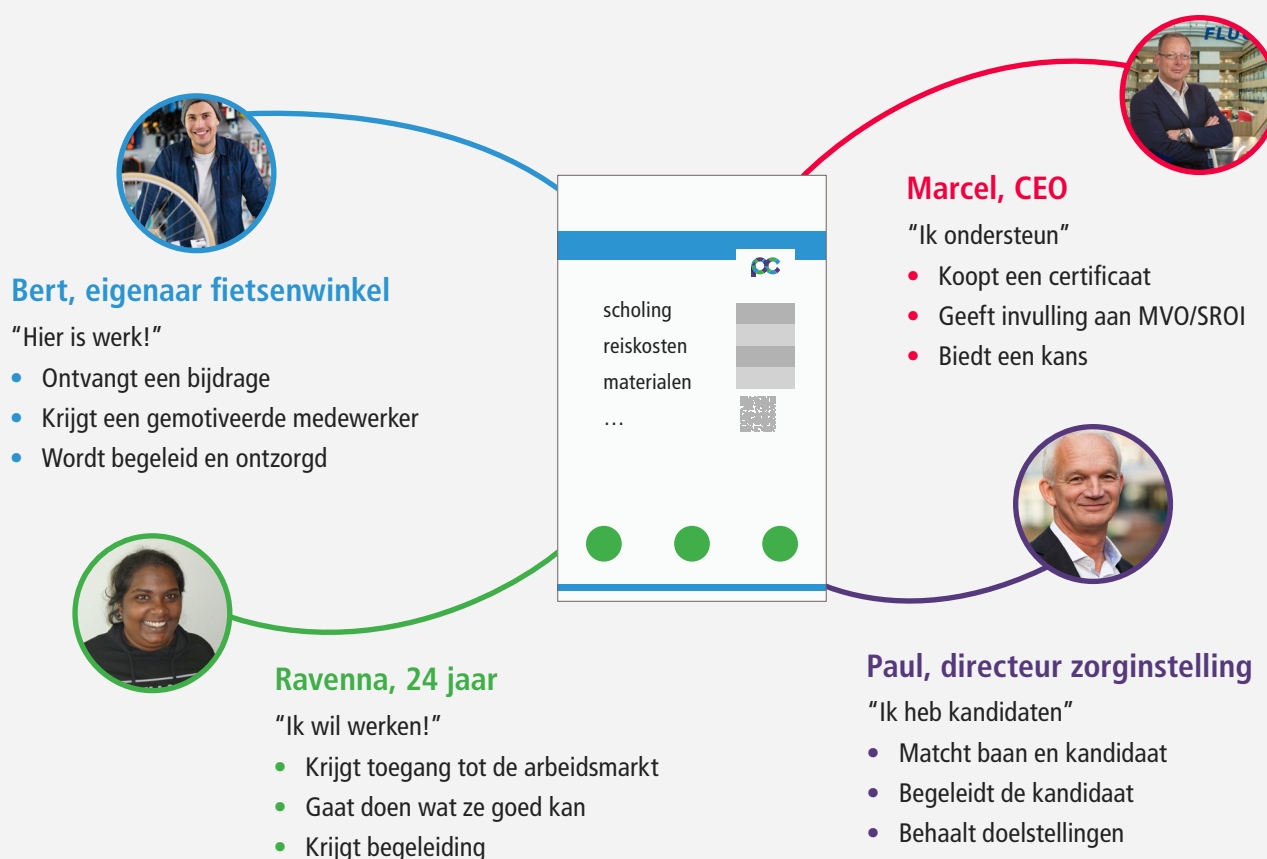 Bert, eigenaar fietsenwinkel
"Hier is werk!"
• Ontvangt een bijdrage
• Krijgt een gemotiveerde medewerker
• Wordt begeleid en ontzorgd
pc
scholing
reiskosten
materialen
…
Marcel, CEO
"Ik ondersteun"
• Koopt een certificaat
• Geeft invulling aan MVO/SROI
• Biedt een kans
Ravenna, 24 jaar
"Ik wil werken!"
• Krijgt toegang tot de arbeidsmarkt
• Gaat doen wat ze goed kan
• Krijgt begeleiding
Paul, directeur zorginstelling
"Ik heb kandidaten"
• Matcht baan en kandidaat
• Begeleidt de kandidaat
• Behaalt doelstellingen